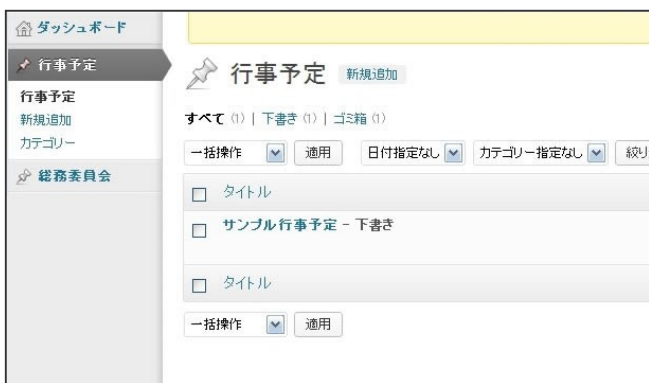 ダッシュボード
行事予定
行事予定
新規追加
カテゴリー
総務委員会
行事予定 新規追加
すべて (1) | 下書き (1) | ゴミ箱 (1)
一括操作 適用 日付指定なし カテゴリー指定なし 絞り
タイトル
サンプル行事予定 - 下書き
タイトル
一括操作 適用